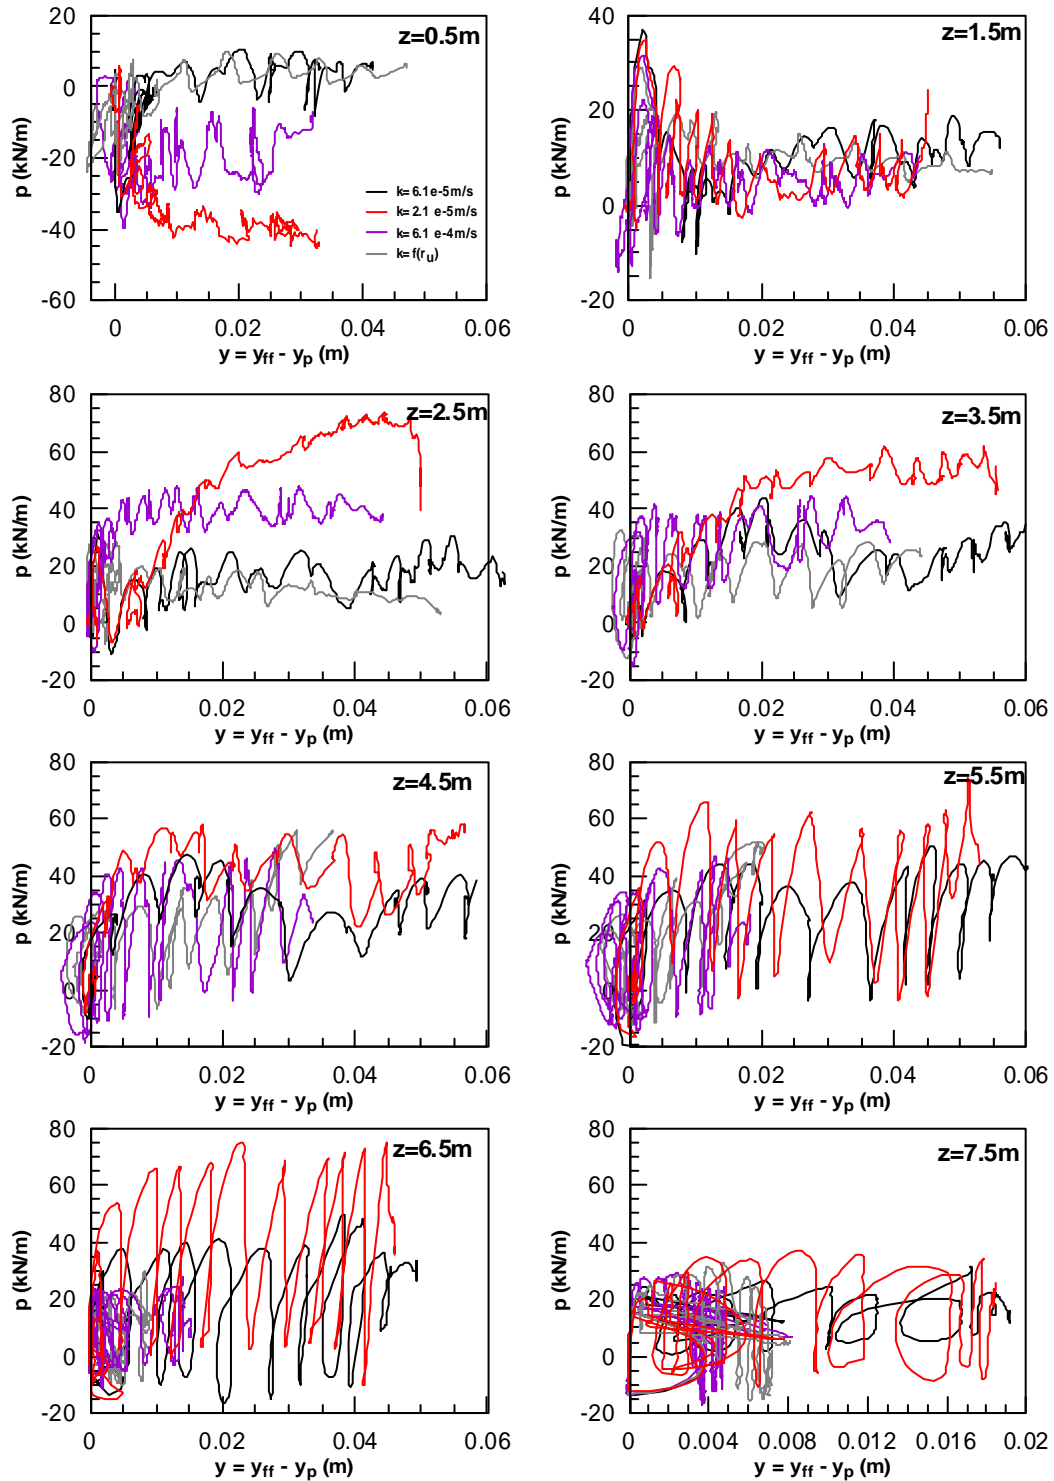 z=0.5m
20
0
-20
-40
-60
p (kN/m)
k= 6.1e-5m/s
k= 2.1 e-5m/s
k= 6.1 e-4m/s
k= f(ru)
0 0.02 0.04 0.06
y = yff - yp (m)
z=1.5m
40
20
0
-20
p (kN/m)
0 0.02 0.04 0.06
y = yff - yp (m)
z=2.5m
80
60
40
20
0
-20
p (kN/m)
0 0.02 0.04 0.06
y = yff - yp (m)
z=3.5m
80
60
40
20
0
-20
p (kN/m)
0 0.02 0.04 0.06
y = yff - yp (m)
z=4.5m
80
60
40
20
0
-20
p (kN/m)
0 0.02 0.04 0.06
y = yff - yp (m)
z=5.5m
80
60
40
20
0
-20
p (kN/m)
0 0.02 0.04 0.06
y = yff - yp (m)
z=6.5m
80
60
40
20
0
-20
p (kN/m)
0 0.02 0.04 0.06
y = yff - yp (m)
z=7.5m
80
60
40
20
0
-20
p (kN/m)
0 0.004 0.008 0.012 0.016 0.02
y = yff - yp (m)